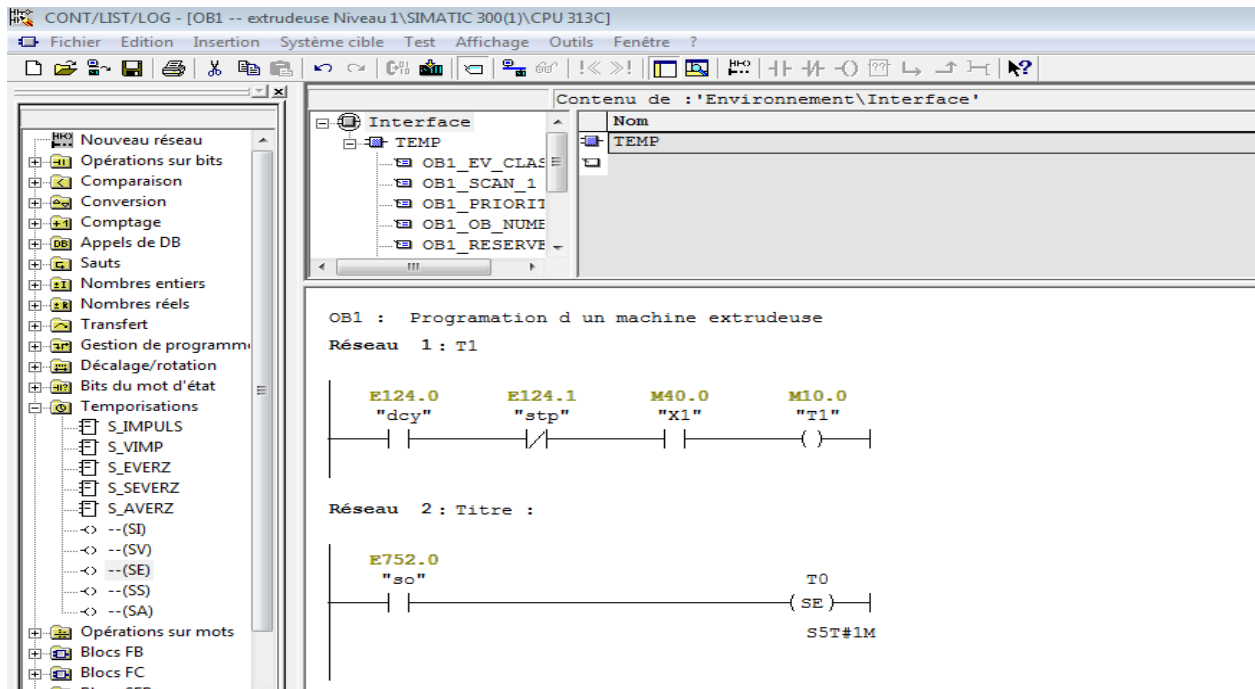 CONT/LIST/LOG - [OB1 -- extrudeuse Niveau 1\SIMATIC 300(1)\CPU 313C]
Fichier Edition Insertion Système cible Test Affichage Outils Fenêtre ?
Nouveau réseau
Opérations sur bits
Comparaison
Conversion
Comptage
Appels de DB
Sauts
Nombres entiers
Nombres réels
Transfert
Gestion de programm
Décalage/rotation
Bits du mot d'état
Temporisations
S_IMPULS
S_VIMP
S_EVERZ
S_SEVERZ
S_AVERZ
--(SI)
--(SV)
--(SE)
--(SS)
--(SA)
Opérations sur mots
Blocs FB
Blocs FC
Contenu de :'Environnement\Interface'
Interface
TEMP
OB1_EV_CLAS
OB1_SCAN_1
OB1_PRIORIT
OB1_OB_NUME
OB1_RESERVE
Nom
TEMP
OB1 : Programation d un machine extrudeuse
Réseau 1 : T1
E124.0 E124.1 M40.0 M10.0
"dcy" "stp" "X1" "T1"
Réseau 2 : Titre :
E752.0
"so" T0
SE
S5T#1M